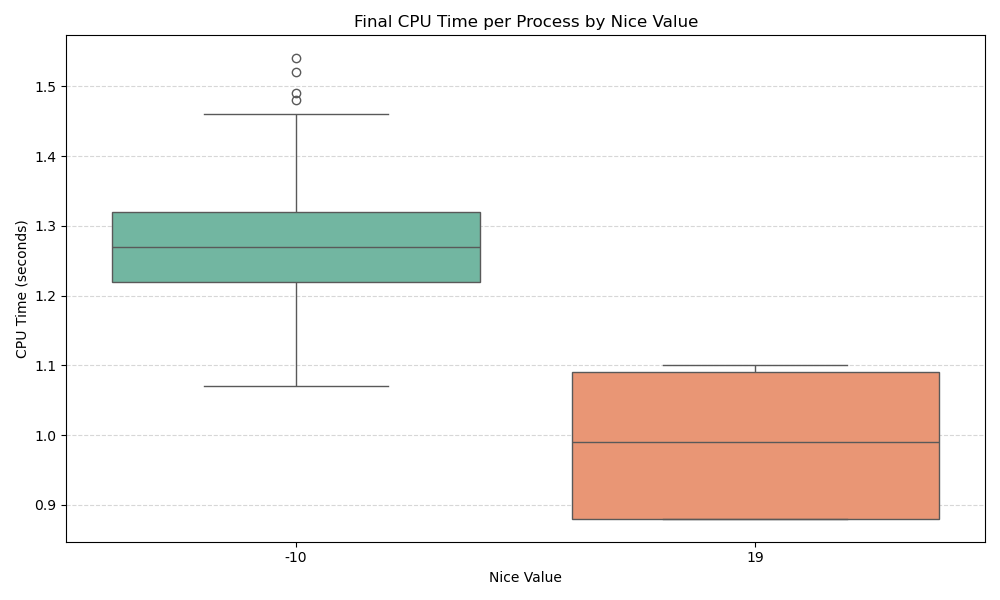 Final CPU Time per Process by Nice Value
CPU Time (seconds)
1.5
1.4
1.3
1.2
1.1
1.0
0.9
-10 19
Nice Value